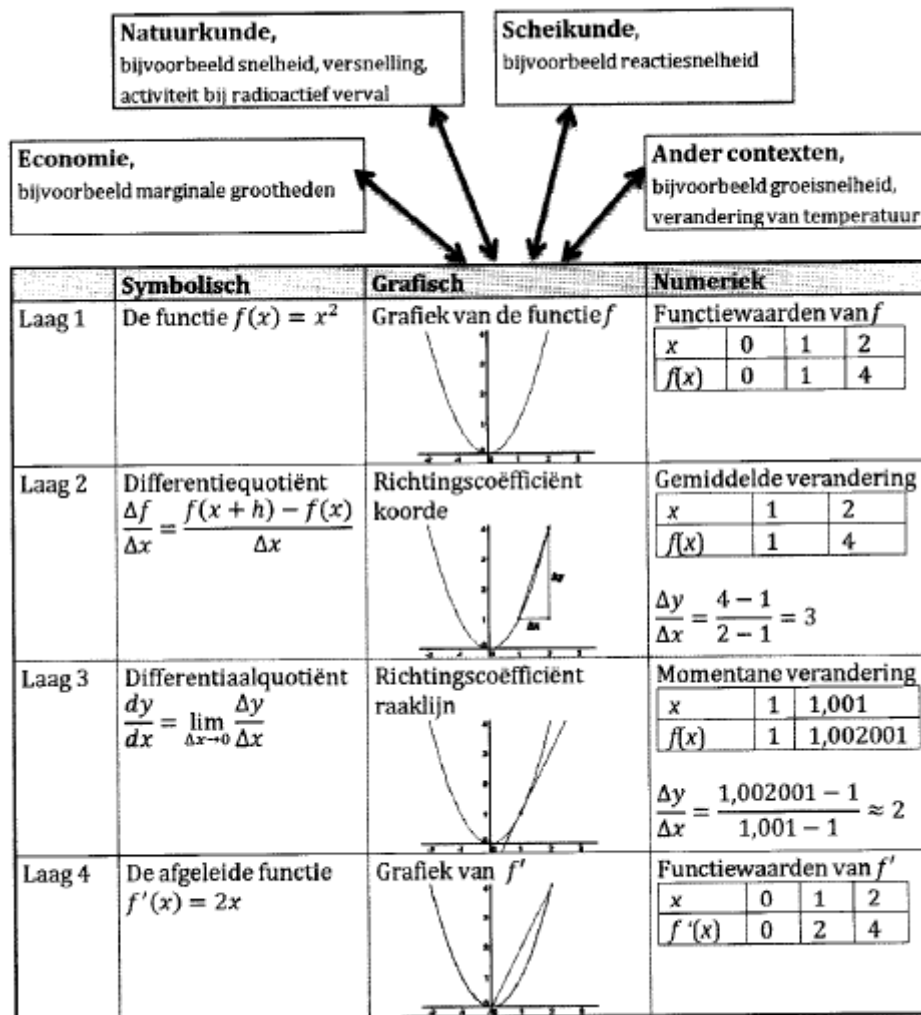 Natuurkunde,
bijvoorbeeld snelheid, versnelling,
activiteit bij radioactief verval
Scheikunde,
bijvoorbeeld reactiesnelheid
Economie,
bijvoorbeeld marginale grootheden
Ander contexten,
bijvoorbeeld groeisnelheid,
verandering van temperatuur
Symbolisch Grafisch Numeriek
Laag 1
De functie f(x) = x²
Grafiek van de functie f
Functiewaarden van f
x 0 1 2
f(x) 0 1 4
Laag 2
Differentiequotiënt
Δf/Δx = (f(x + h) − f(x))/Δx
Richtingscoëfficiënt
koorde
Gemiddelde verandering
x 1 2
f(x) 1 4
Δy/Δx = (4 − 1)/(2 − 1) = 3
Laag 3
Differentiaalquotiënt
dy/dx = lim Δx→0 Δy/Δx
Richtingscoëfficiënt
raaklijn
Momentane verandering
x 1 1,001
f(x) 1 1,002001
Δy/Δx = (1,002001 − 1)/(1,001 − 1) ≈ 2
Laag 4
De afgeleide functie
f'(x) = 2x
Grafiek van f'
Functiewaarden van f'
x 0 1 2
f '(x) 0 2 4